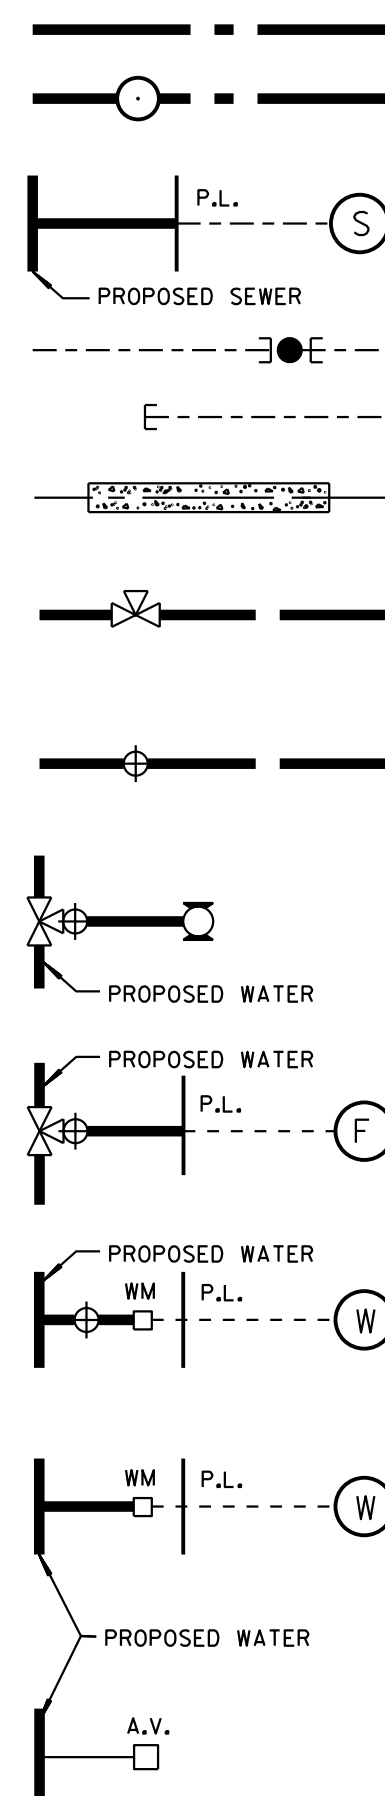 P.L.
S
PROPOSED SEWER
PROPOSED WATER
PROPOSED WATER
P.L.
F
PROPOSED WATER
WM P.L.
W
WM P.L.
W
PROPOSED WATER
A.V.